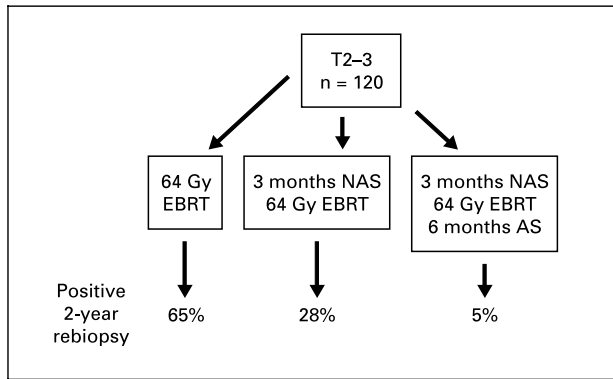 T2–3
n = 120
64 Gy
EBRT
3 months NAS
64 Gy EBRT
3 months NAS
64 Gy EBRT
6 months AS
Positive
2-year
rebiopsy
65%
28%
5%